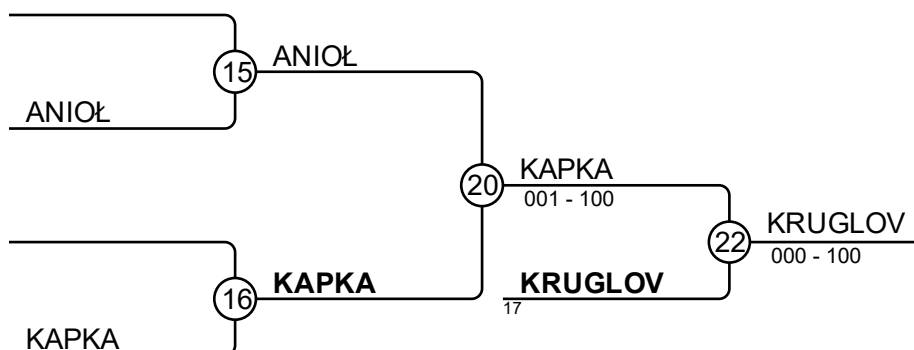 ANIOŁ
15
ANIOŁ
KAPKA
16
KAPKA
20
KAPKA
001 - 100
KRUGLOV
17
22
KRUGLOV
000 - 100